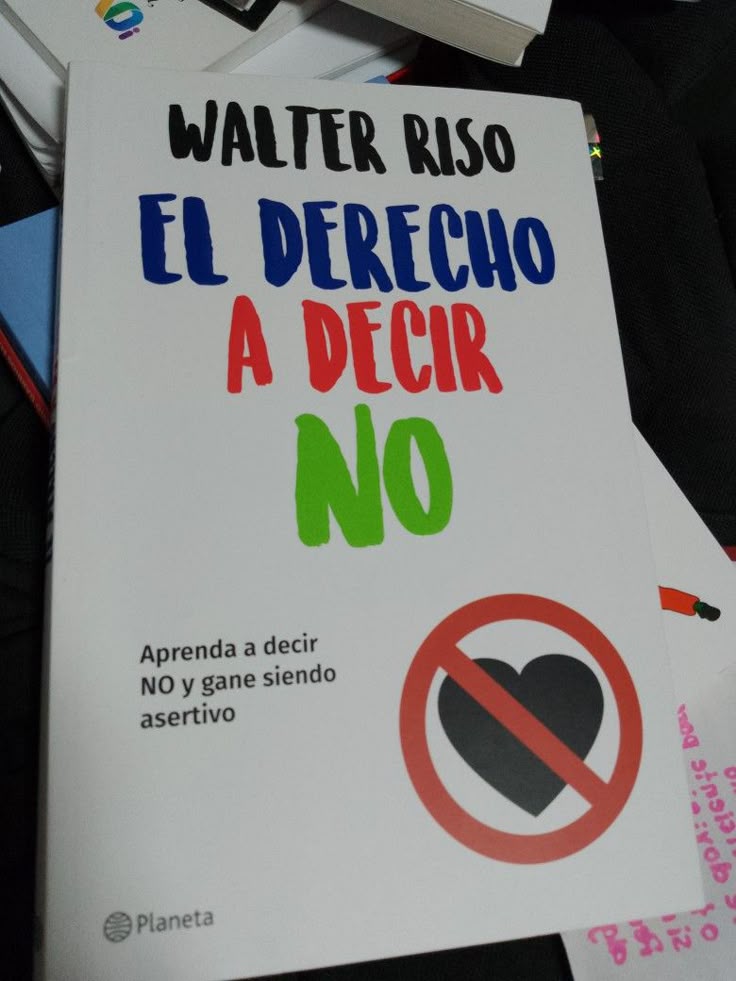 WALTER RISO
EL DERECHO
A DECIR
NO
Aprenda a decir
NO y gane siendo
asertivo
Planeta